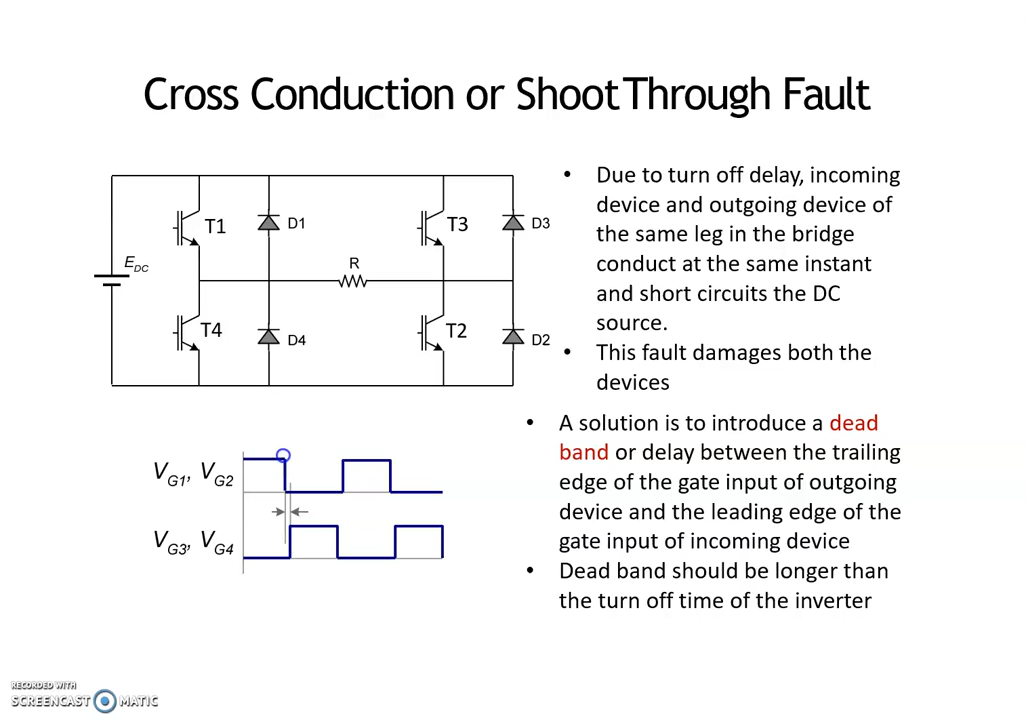 Cross Conduction or Shoot Through Fault
T1
D1
T3
D3
E_DC
R
T4
D4
T2
D2
• Due to turn off delay, incoming
device and outgoing device of
the same leg in the bridge
conduct at the same instant
and short circuits the DC
source.
• This fault damages both the
devices
• A solution is to introduce a dead
band or delay between the trailing
edge of the gate input of outgoing
device and the leading edge of the
gate input of incoming device
• Dead band should be longer than
the turn off time of the inverter
V_G1, V_G2
V_G3, V_G4
RECORDED WITH
SCREENCAST MATIC